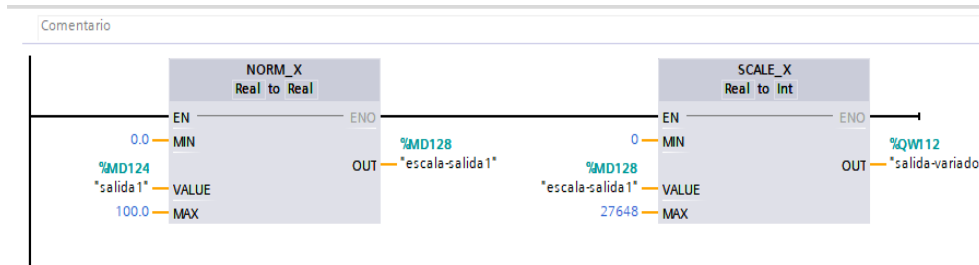 Comentario
NORM_X
Real to Real
EN
ENO
0.0
MIN
%MD128
"escala-salida1"
OUT
%MD124
"salida1"
VALUE
100.0
MAX
SCALE_X
Real to Int
EN
ENO
0
MIN
%QW112
"salida-variado
OUT
%MD128
"escala-salida1"
VALUE
27648
MAX